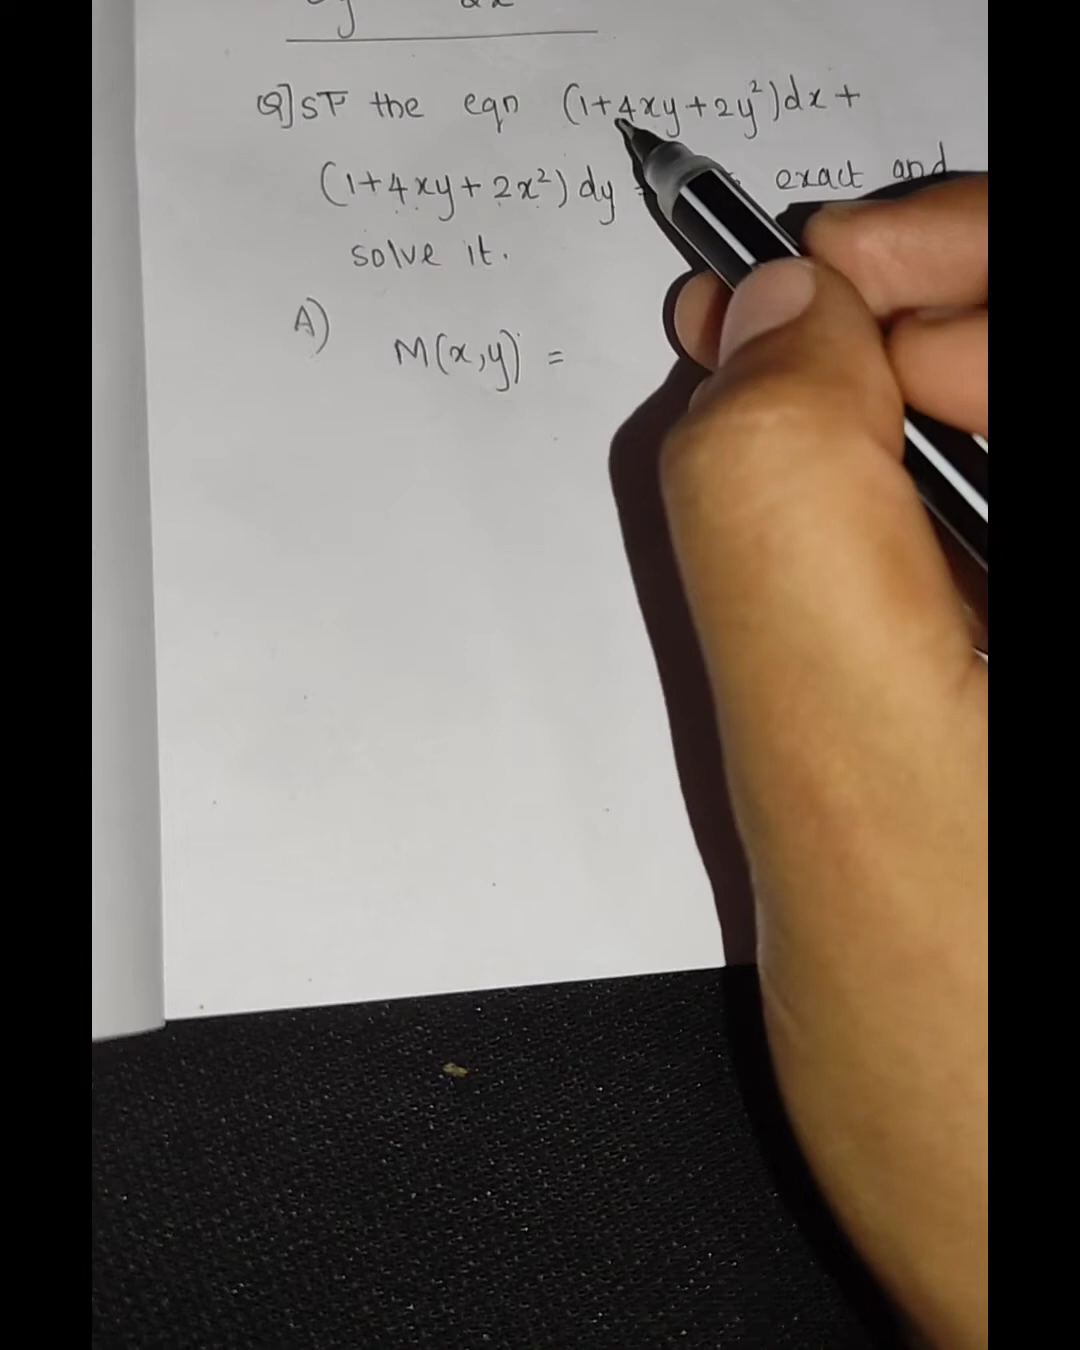 Q] ST the eqn (1+4xy+2y²)dx +
(1+4xy+2x²) dy exact and
solve it.
A)
M(x,y) =